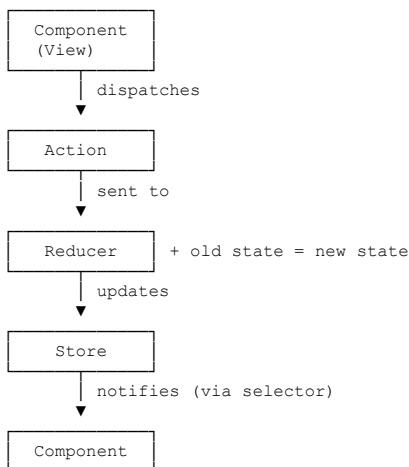 Component
(View)
dispatches
Action
sent to
Reducer + old state = new state
updates
Store
notifies (via selector)
Component